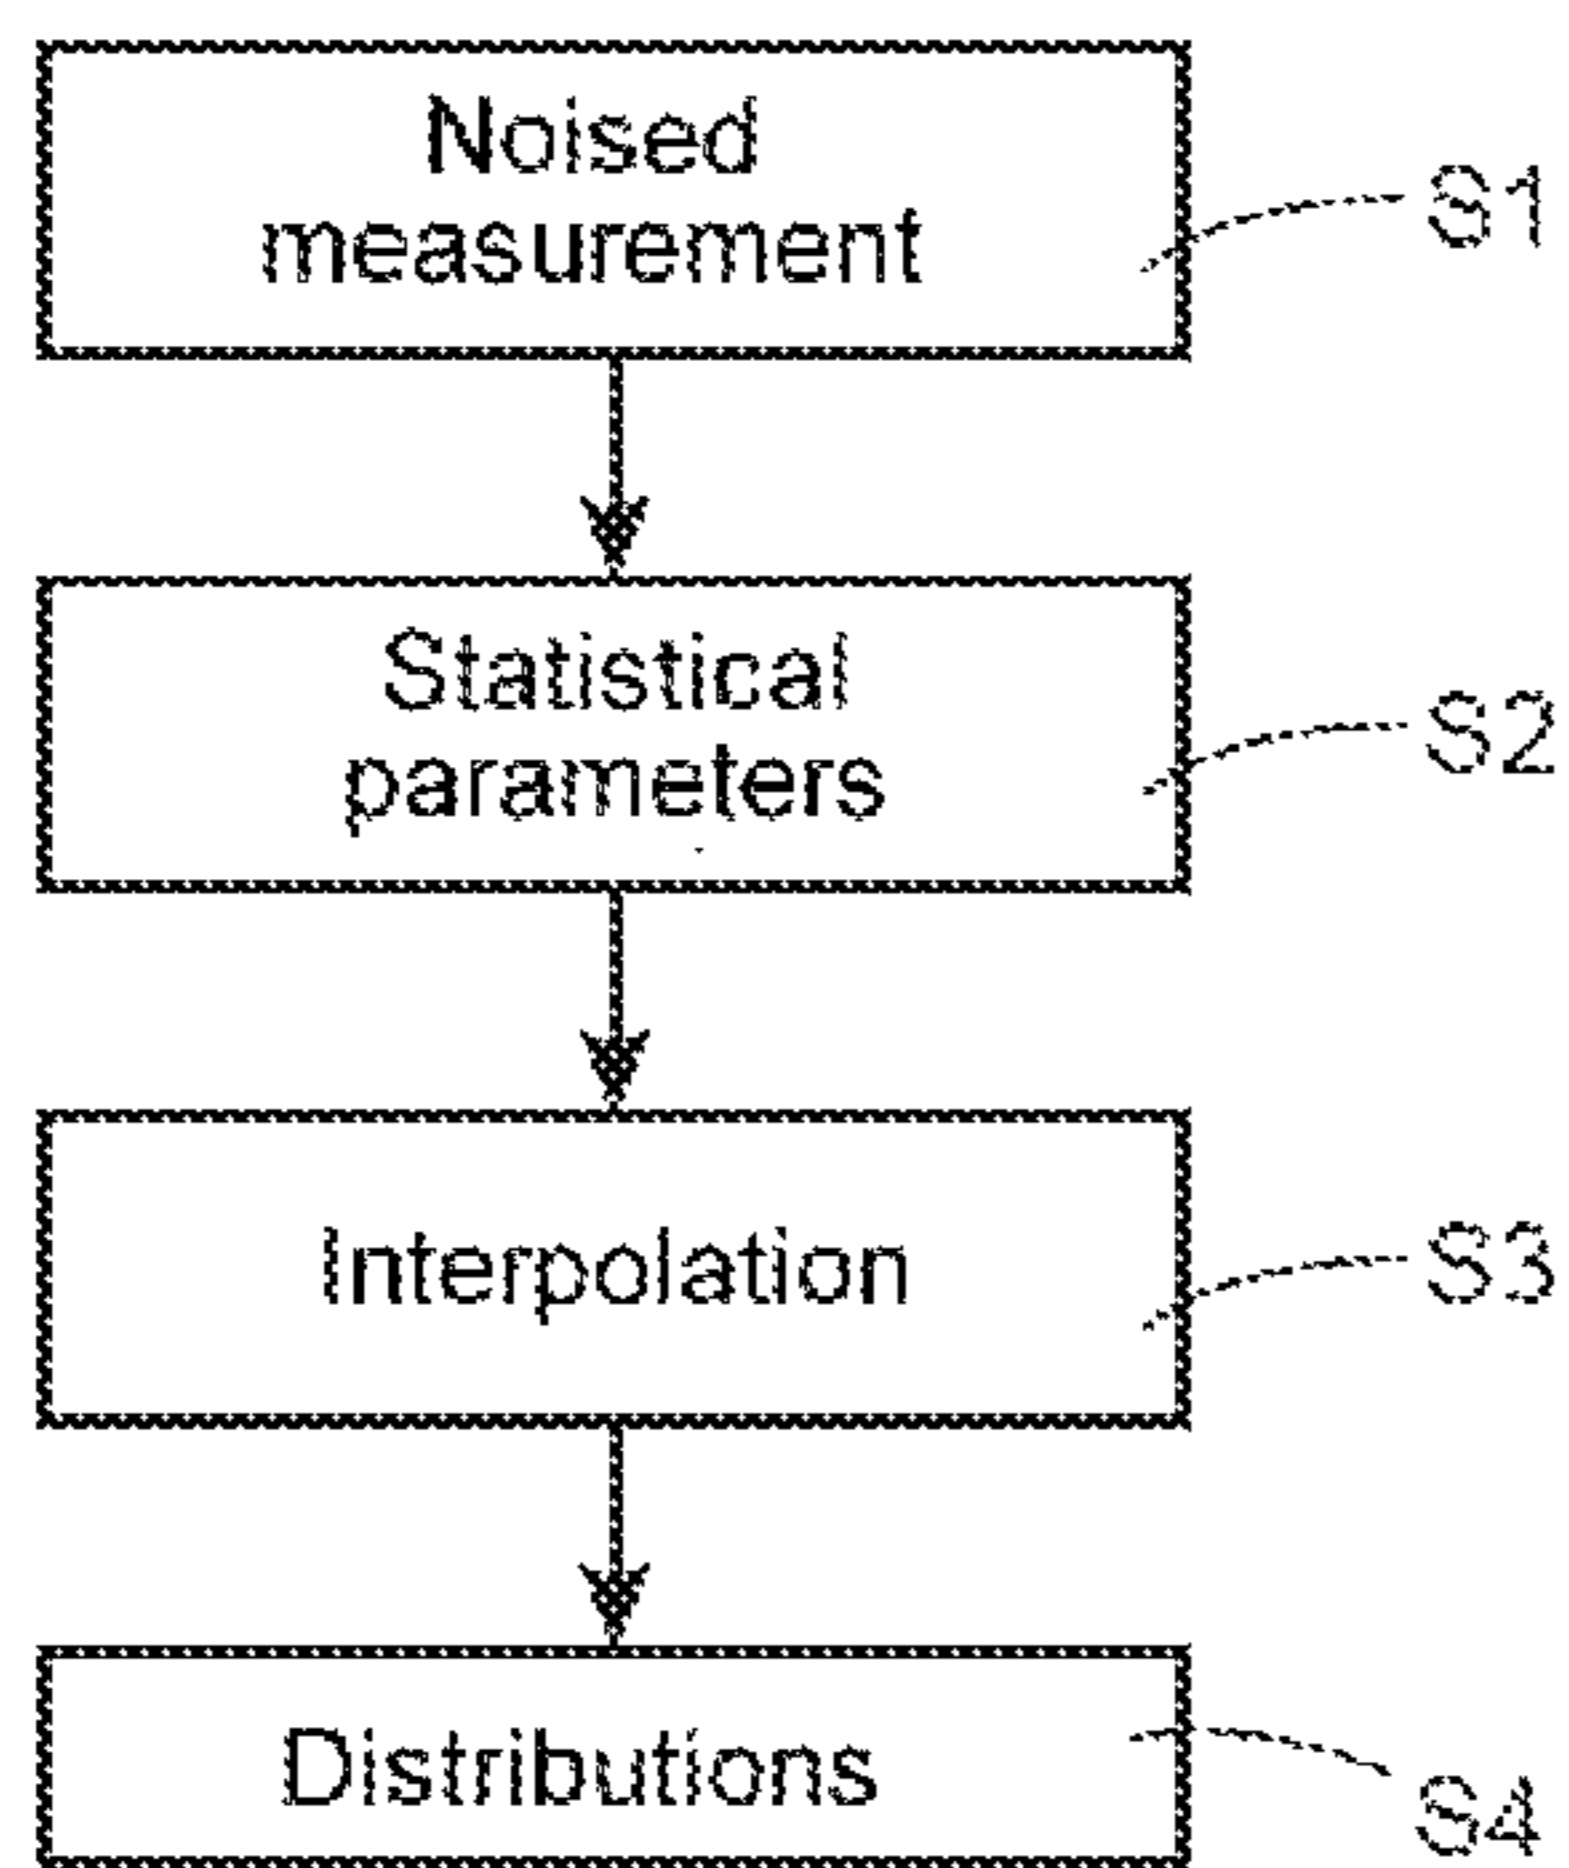 Noised
measurement
S1
Statistical
parameters
S2
Interpolation
S3
Distributions
S4